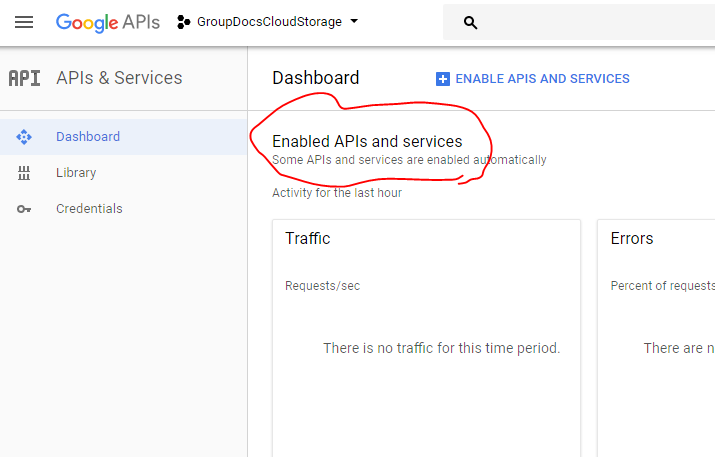 Google APIs GroupDocsCloudStorage
API APIs & Services
Dashboard
ENABLE APIS AND SERVICES
Dashboard
Library
Credentials
Enabled APIs and services
Some APIs and services are enabled automatically
Activity for the last hour
Traffic
Requests/sec
There is no traffic for this time period.
Errors
Percent of requests
There are